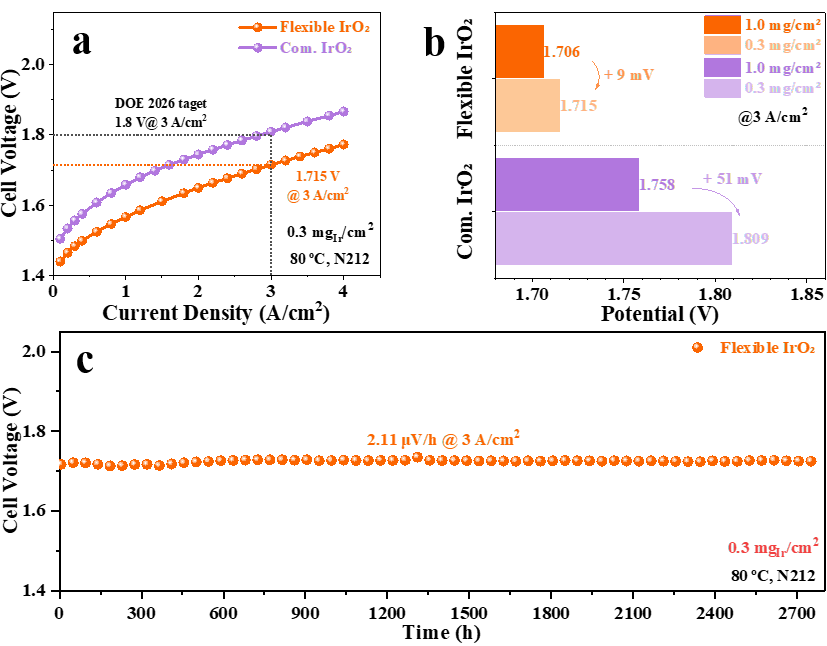 a
Flexible IrO₂
Com. IrO₂
DOE 2026 taget
1.8 V@ 3 A/cm²
1.715 V
@ 3 A/cm²
0.3 mgIr/cm²
80 ºC, N212
Cell Voltage (V)
2.0
1.8
1.6
1.4
0
1
2
3
4
Current Density (A/cm²)
b
1.0 mg/cm²
0.3 mg/cm²
1.0 mg/cm²
0.3 mg/cm²
@3 A/cm²
Flexible IrO₂
Com. IrO₂
1.706
+ 9 mV
1.715
1.758
+ 51 mV
1.809
1.70
1.75
1.80
1.85
Potential (V)
c
Flexible IrO₂
2.11 μV/h @ 3 A/cm²
0.3 mgIr/cm²
80 ºC, N212
Cell Voltage (V)
2.0
1.8
1.6
1.4
0
300
600
900
1200
1500
1800
2100
2400
2700
Time (h)